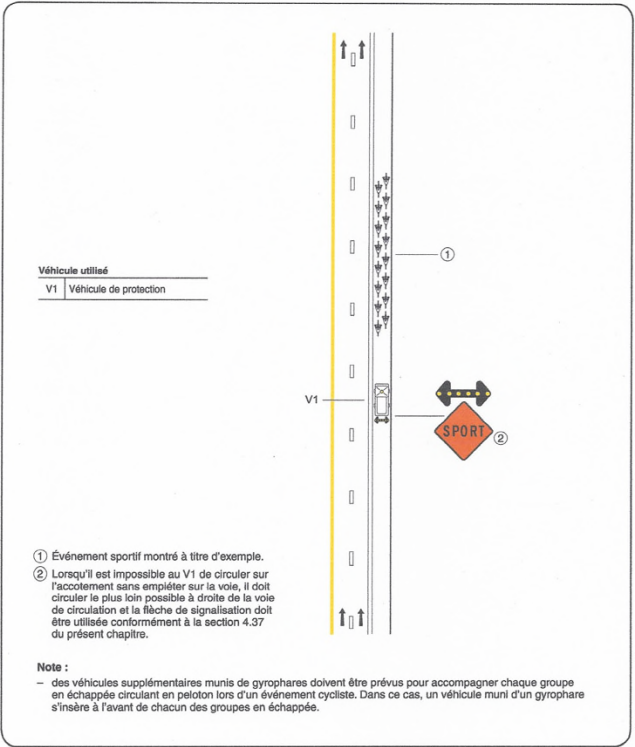 Véhicule utilisé
V1 Véhicule de protection
1
V1
SPORT
2
1 Événement sportif montré à titre d'exemple.
2 Lorsqu'il est impossible au V1 de circuler sur
l'accotement sans empiéter sur la voie, il doit
circuler le plus loin possible à droite de la voie
de circulation et la flèche de signalisation doit
être utilisée conformément à la section 4.37
du présent chapitre.
Note :
– des véhicules supplémentaires munis de gyrophares doivent être prévus pour accompagner chaque groupe
en échappée circulant en peloton lors d'un événement cycliste. Dans ce cas, un véhicule muni d'un gyrophare
s'insère à l'avant de chacun des groupes en échappée.